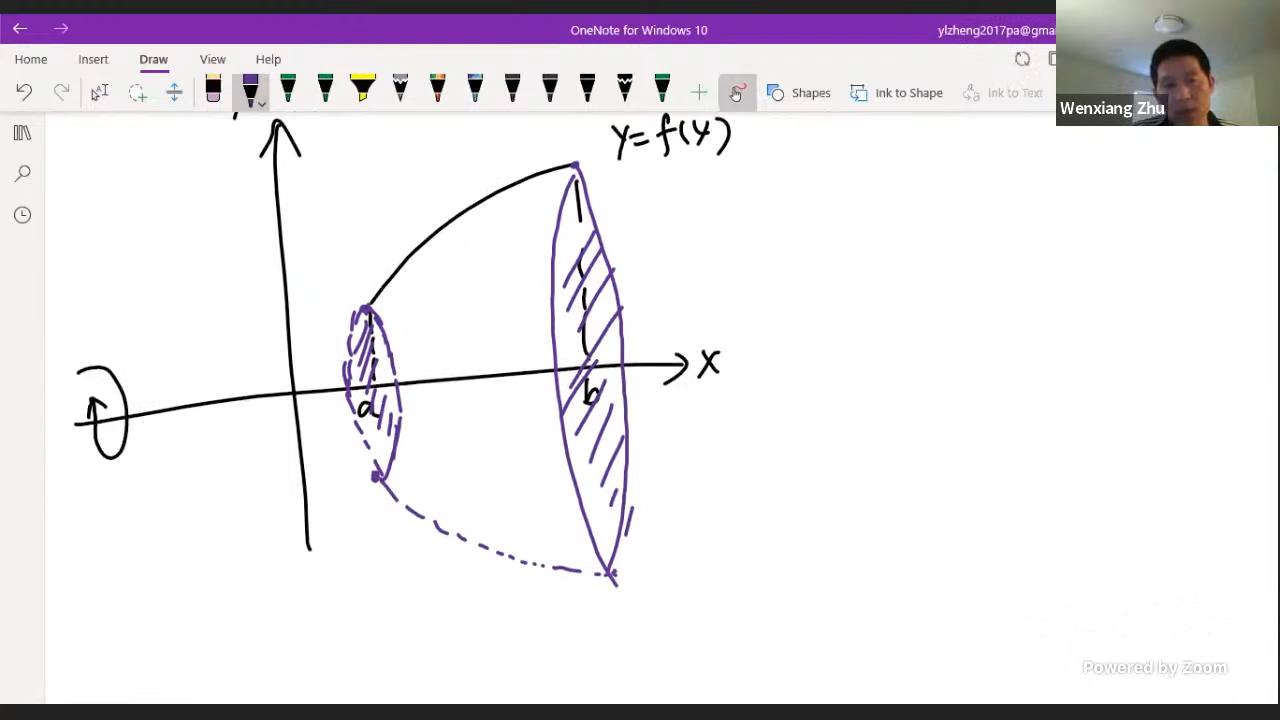 OneNote for Windows 10
ylzheng2017pa@gma
Home Insert Draw View Help
Shapes Ink to Shape Ink to Text
Wenxiang Zhu
y=f(x)
x
a
b
Powered by Zoom